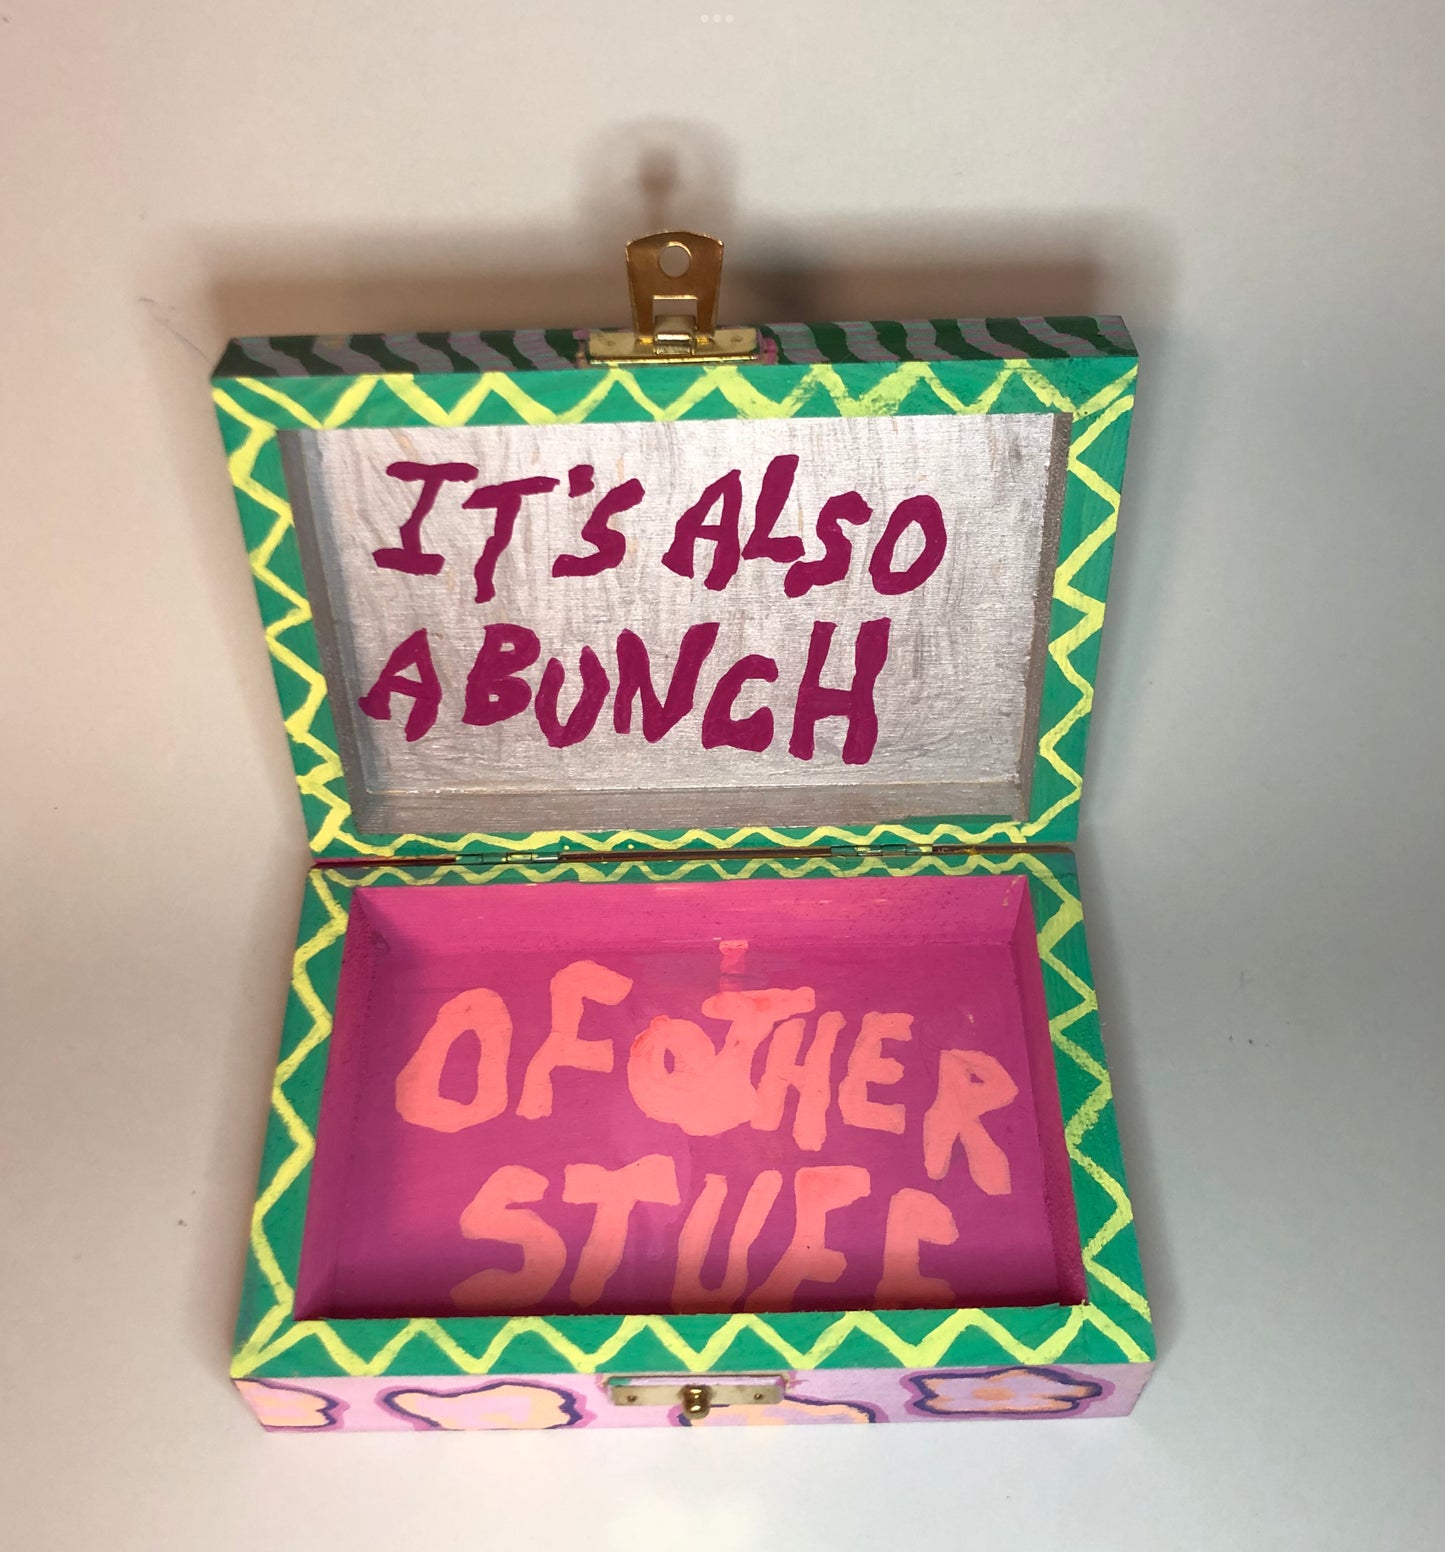 IT'S ALSO
A BUNCH
OF OTHER
STUFF